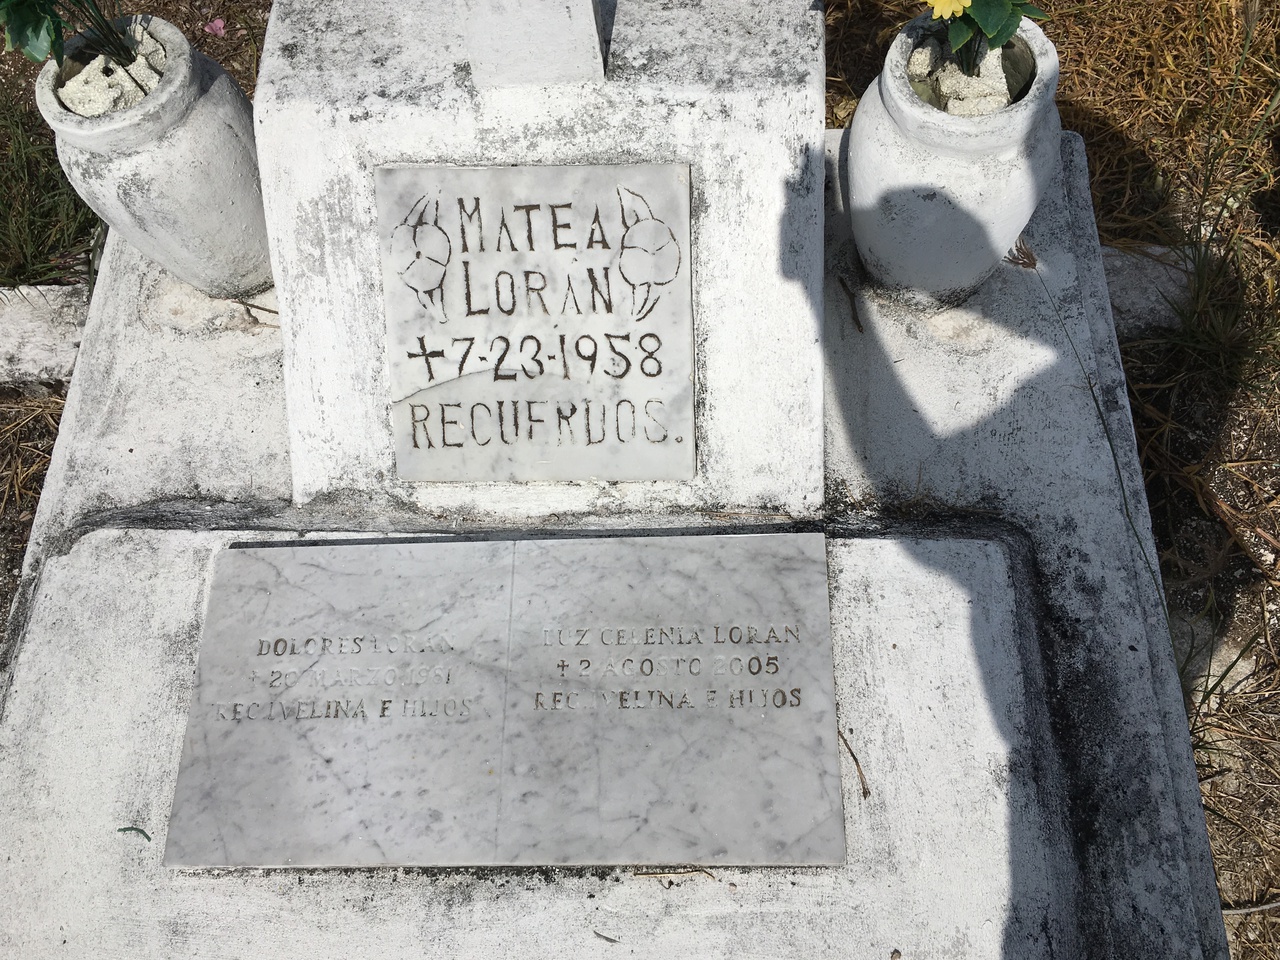 MATEA
LORAN
✝ 7-23-1958
RECUERDOS.
DOLORES LORAN
✝ 20 MARZO 1981
REC. IVELINA E HIJOS
LUZ CELENIA LORAN
✝ 2 AGOSTO 2005
REC. IVELINA E HIJOS